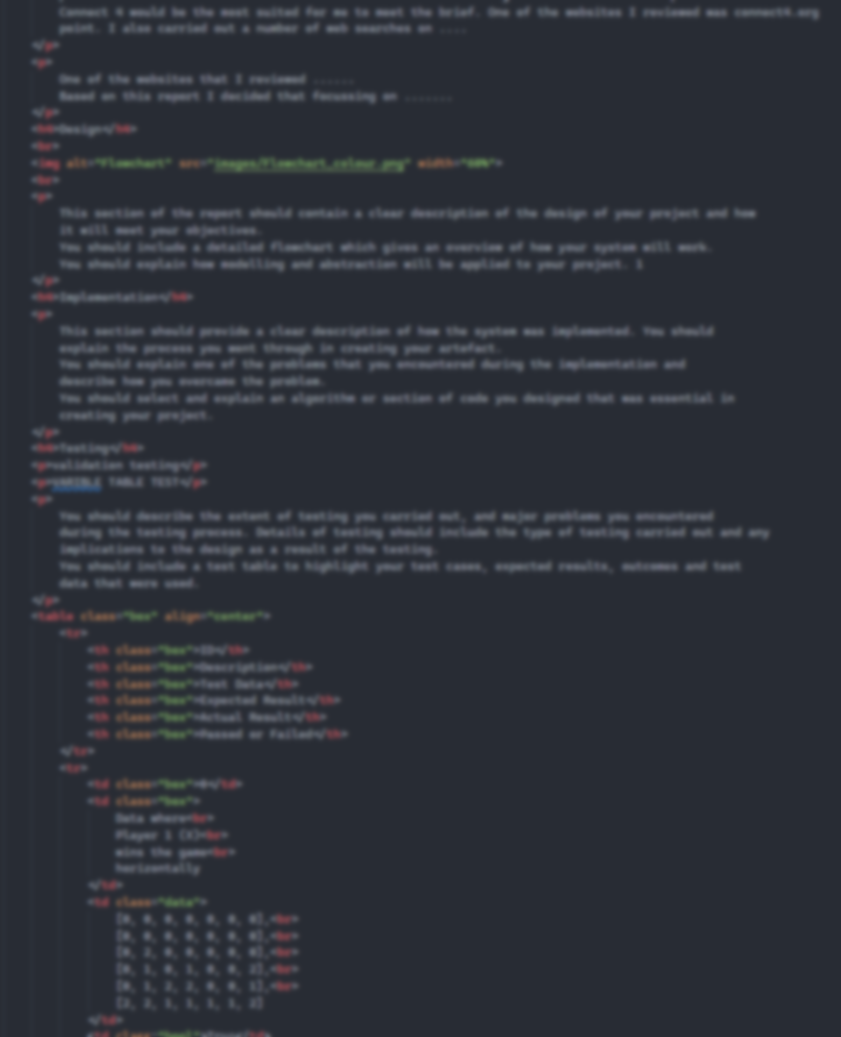 Connect 4 would be the most suited for me to meet the brief. One of the websites I reviewed was connect4.org
point. I also carried out a number of web searches on ....
</p>
<p>
One of the websites that I reviewed ......
Based on this report I decided that focussing on .......
</p>
Design
<img alt="Flowchart" src="images/flowchart_colour.png" width=
<p>
This section of the report should contain a clear description of the design of your project and how
it will meet your objectives.
You should include a detailed flowchart which gives an overview of how your system will work.
You should explain how modelling and abstraction will be applied to your project. 1
</p>
Implementation
<p>
This section should provide a clear description of how the system was implemented. You should
explain the process you went through in creating your artefact.
You should explain one of the problems that you encountered during the implementation and
describe how you overcame the problem.
You should select and explain an algorithm or section of code you designed that was essential in
creating your project.
</p>
Testing
<p>validation testing</p>
<p>VARIBLE TABLE TEST</p>
<p>
You should describe the extent of testing you carried out, and major problems you encountered
during the testing process. Details of testing should include the type of testing carried out and any
implications to the design as a result of the testing.
You should include a test table to highlight your test cases, expected results, outcomes and test
data that were used.
</p>
<table class="box" align="center">
<tr>
<th class="box">ID</th>
<th class="box">Description</th>
<th class="box">Test Data</th>
<th class="box">Expected Result</th>
<th class="box">Actual Result</th>
<th class="box">Passed or Failed</th>
</tr>
<tr>
<td class="box">0</td>
<td class="box">
Data where<br>
Player 1 (X)<br>
wins the game<br>
horizontally
</td>
<td class="data">
[0, 0, 0, 0, 0, 0, 0],<br>
[0, 0, 0, 0, 0, 0, 0],<br>
[0, 2, 0, 0, 0, 0, 0],<br>
[0, 1, 0, 1, 0, 0, 2],<br>
[0, 1, 2, 2, 0, 0, 1],<br>
[2, 2, 1, 1, 1, 1, 2]
</td>